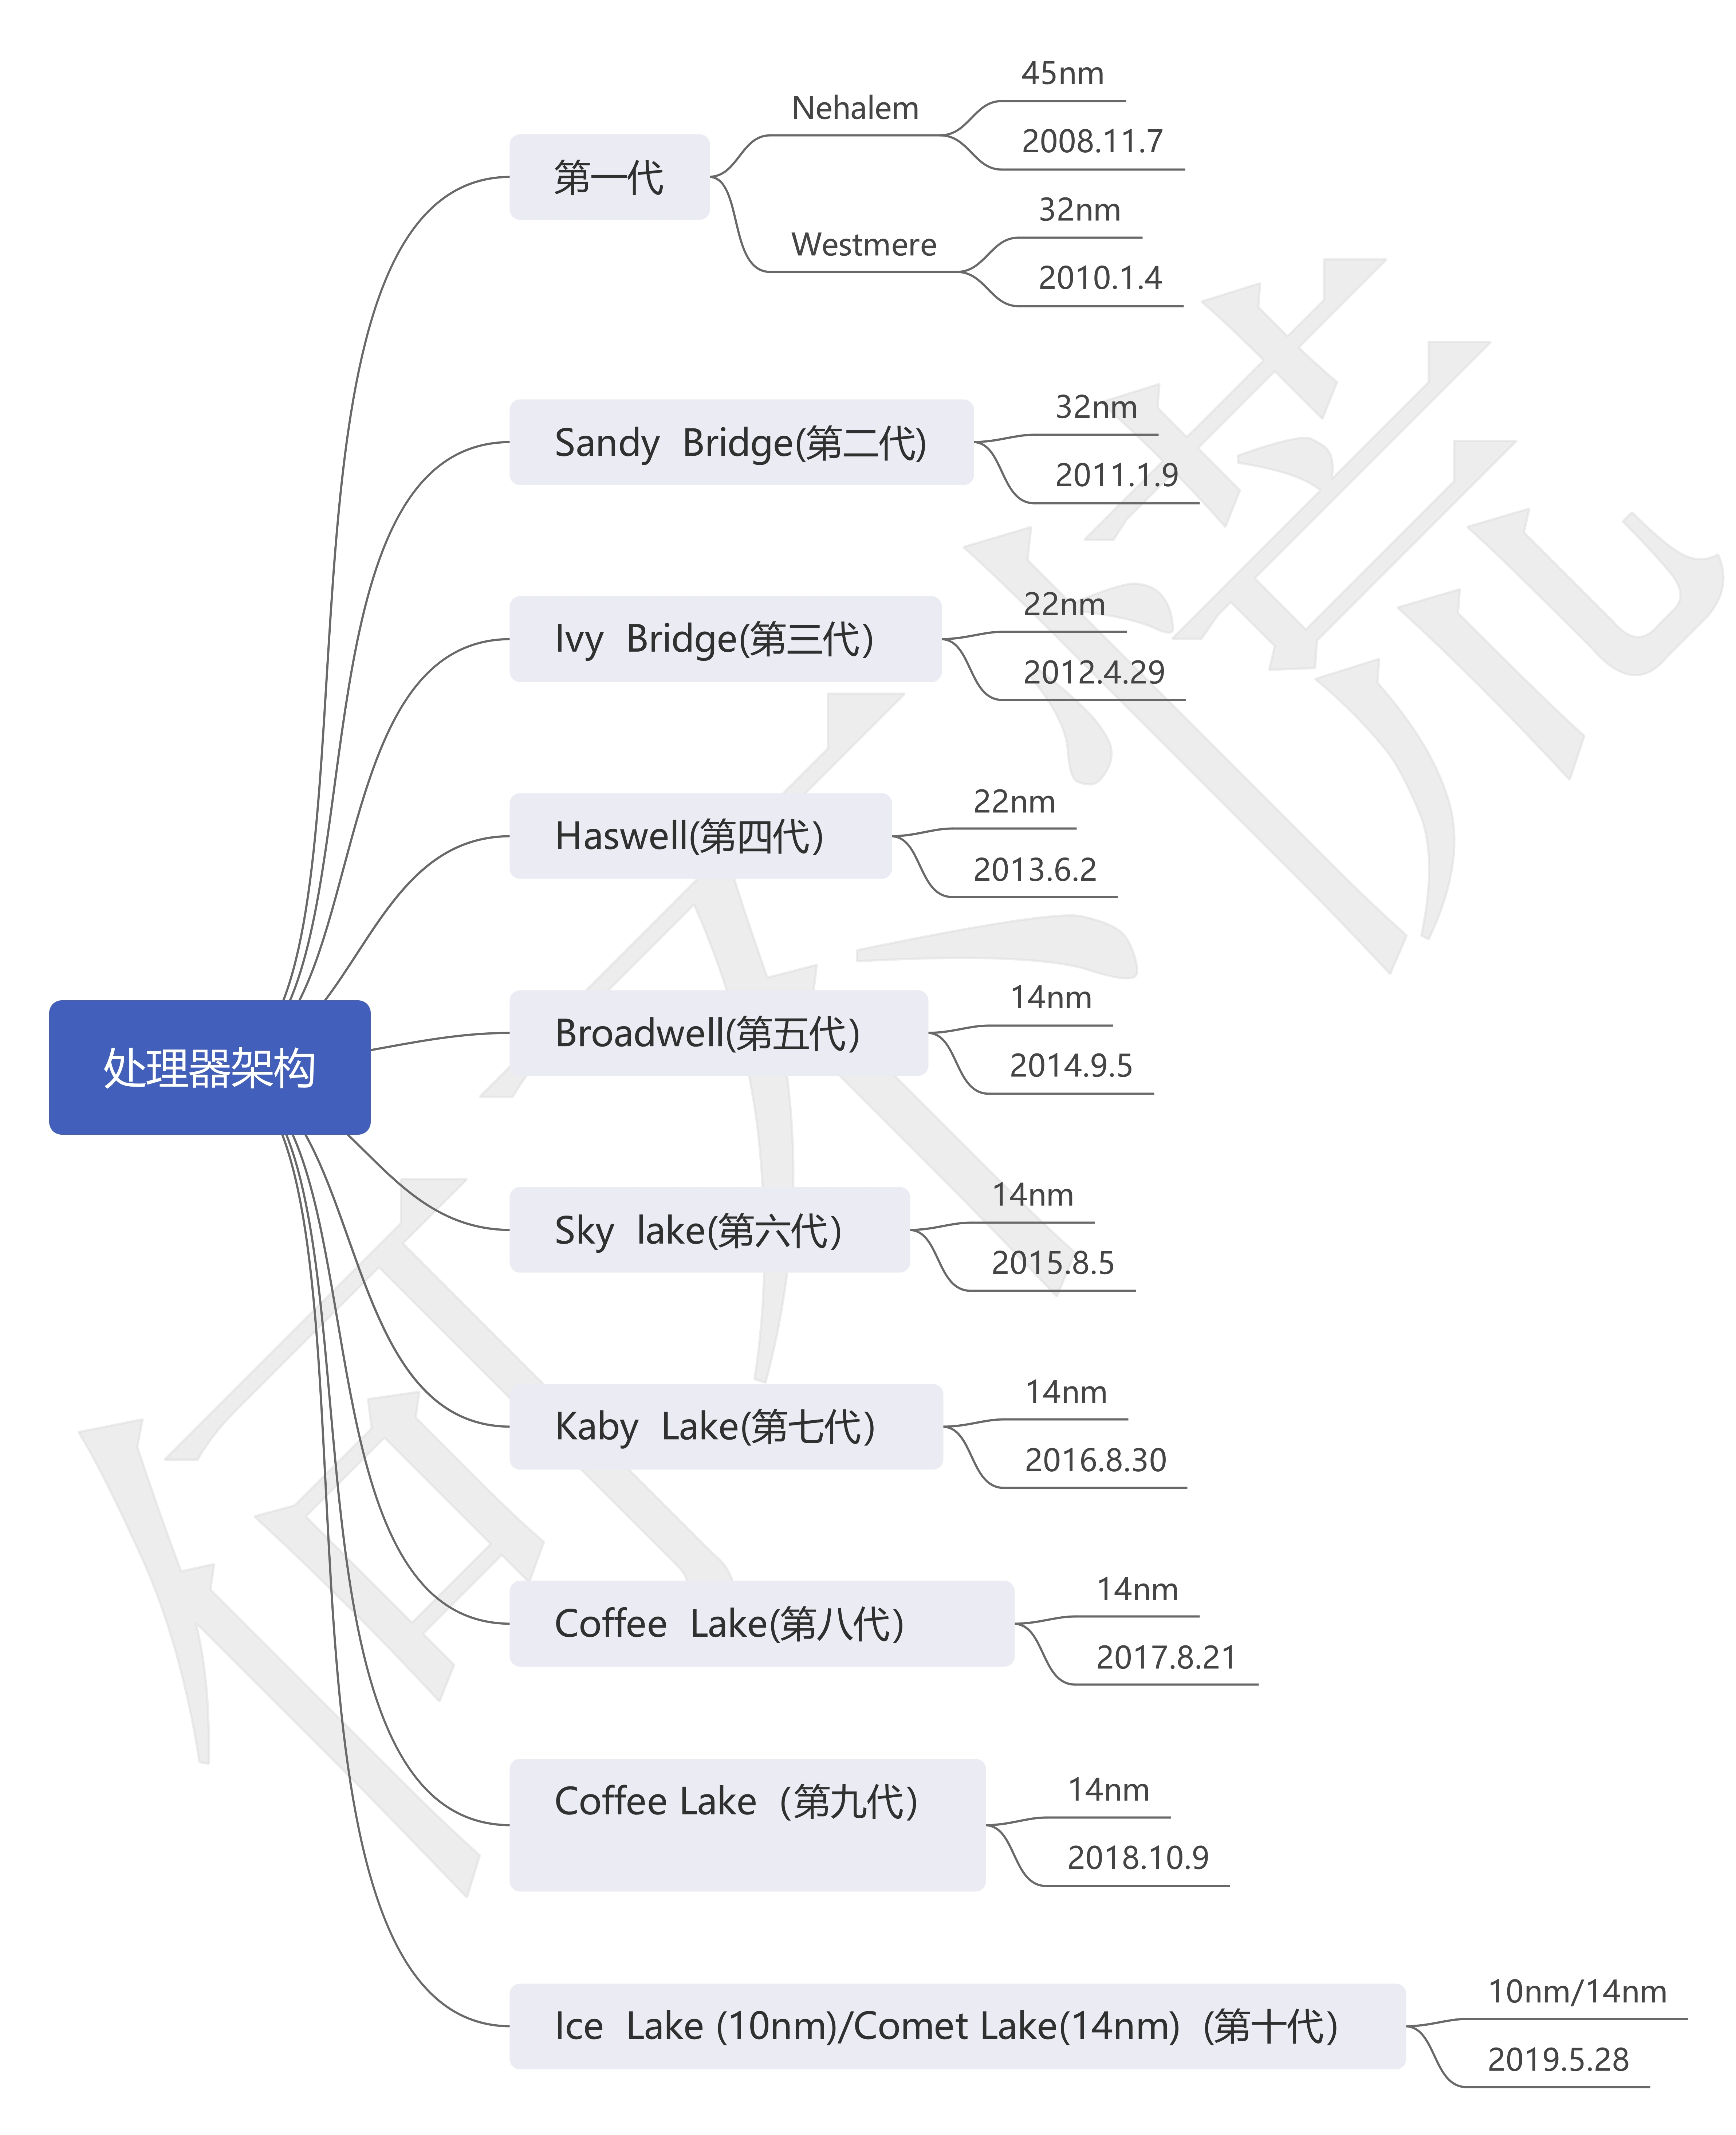 处理器架构
第一代
Nehalem
45nm
2008.11.7
Westmere
32nm
2010.1.4
Sandy  Bridge(第二代)
32nm
2011.1.9
Ivy  Bridge(第三代）
22nm
2012.4.29
Haswell(第四代）
22nm
2013.6.2
Broadwell(第五代）
14nm
2014.9.5
Sky  lake(第六代）
14nm
2015.8.5
Kaby  Lake(第七代）
14nm
2016.8.30
Coffee  Lake(第八代）
14nm
2017.8.21
Coffee Lake（第九代）
14nm
2018.10.9
Ice  Lake (10nm)/Comet Lake(14nm)（第十代）
10nm/14nm
2019.5.28